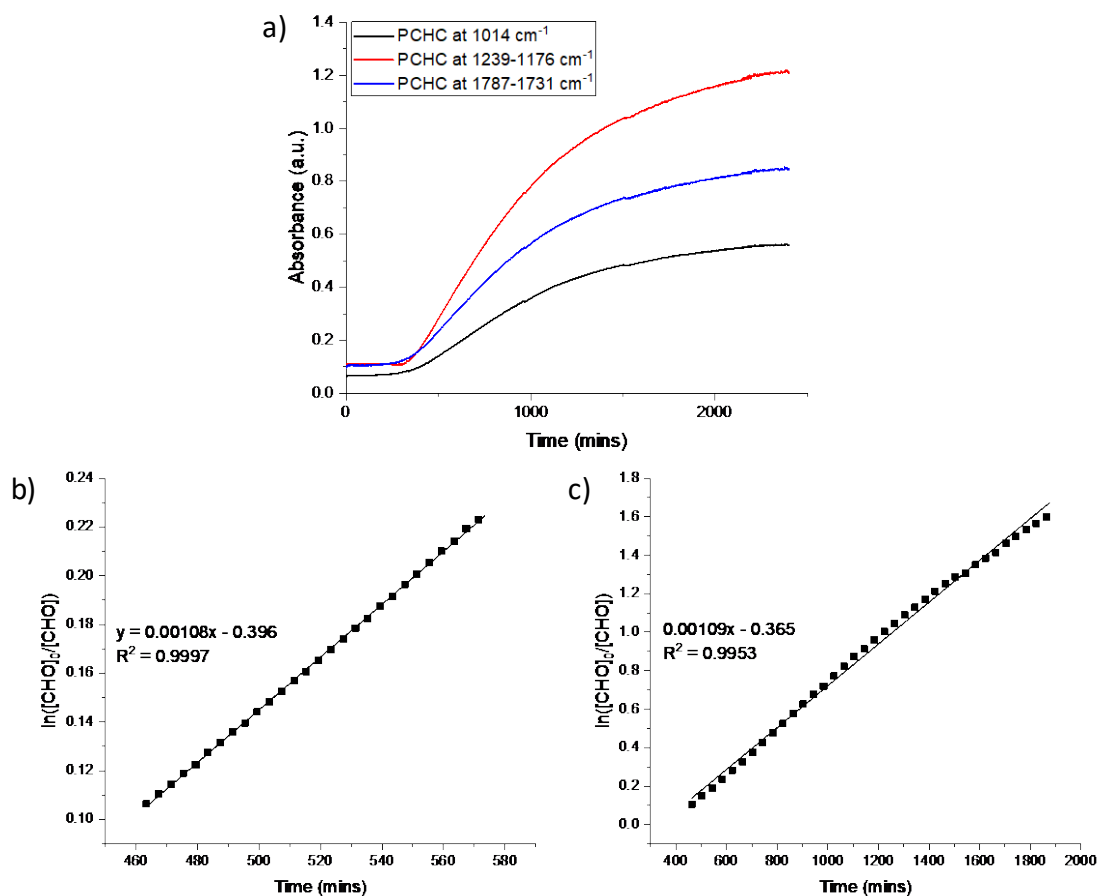 a)
PCHC at 1014 cm⁻¹
PCHC at 1239-1176 cm⁻¹
PCHC at 1787-1731 cm⁻¹
1.4
1.2
1.0
0.8
0.6
0.4
0.2
0.0
Absorbance (a.u.)
0 1000 2000
Time (mins)
b)
0.24
0.22
0.20
0.18
0.16
0.14
0.12
0.10
ln([CHO]₀/[CHO])
y = 0.00108x - 0.396
R² = 0.9997
460 480 500 520 540 560 580
Time (mins)
c)
1.8
1.6
1.4
1.2
1.0
0.8
0.6
0.4
0.2
0.0
ln([CHO]₀/[CHO])
0.00109x - 0.365
R² = 0.9953
400 600 800 1000 1200 1400 1600 1800 2000
Time (mins)